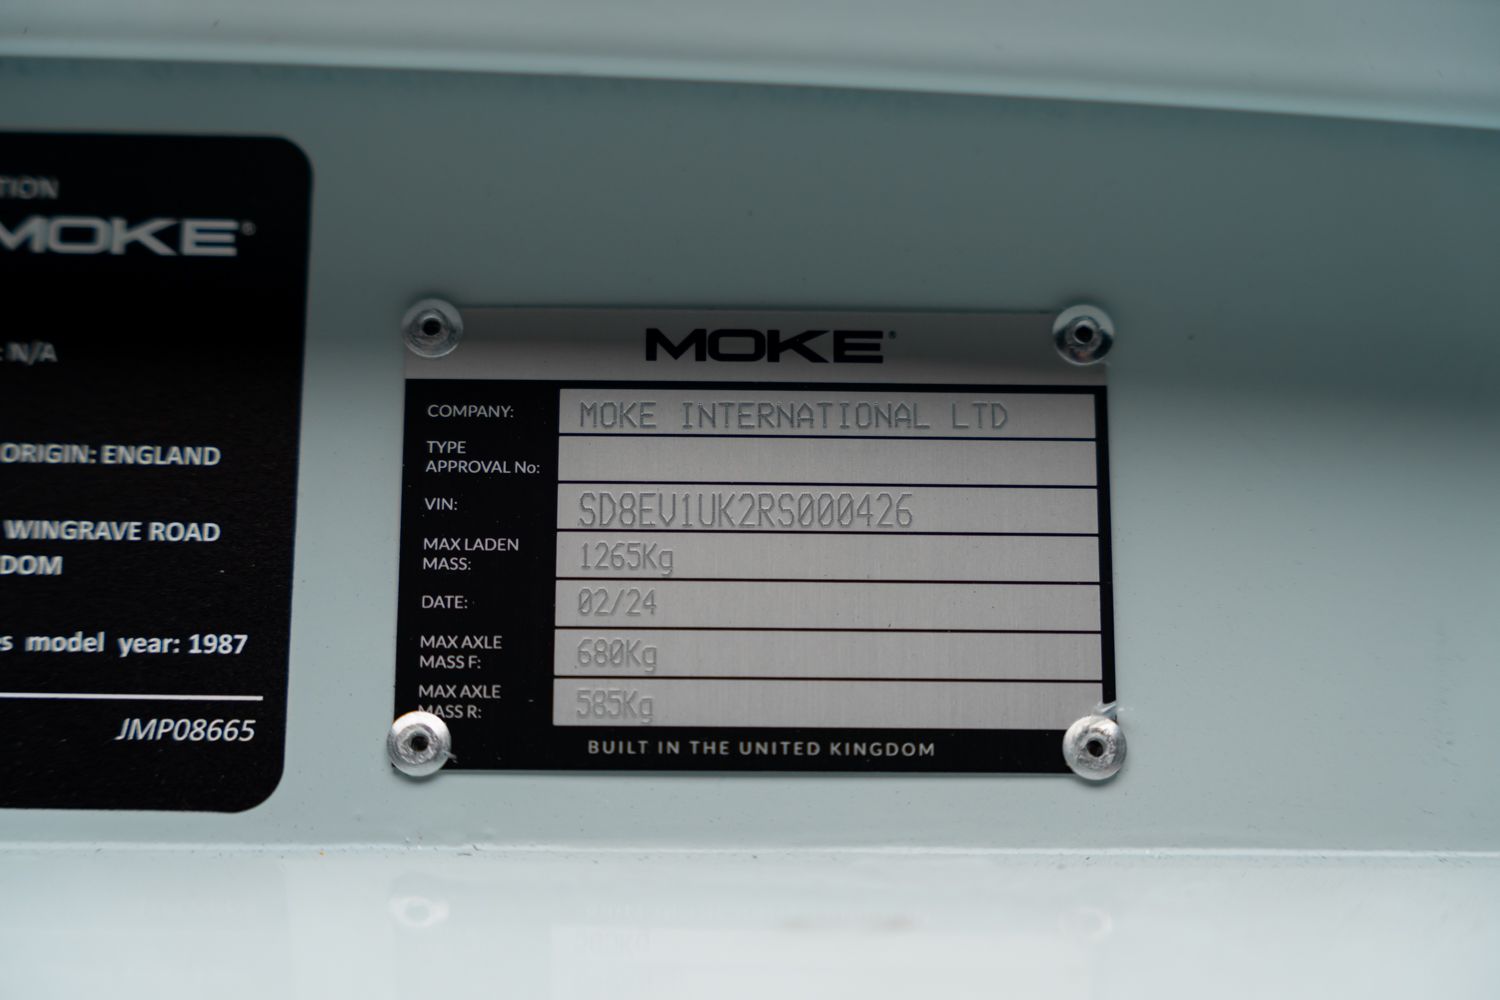 TION
MOKE®
: N/A
ORIGIN: ENGLAND
WINGRAVE ROAD
DOM
s model year: 1987
JMP08665
MOKE®
COMPANY: MOKE INTERNATIONAL LTD
TYPE
APPROVAL No:
VIN: SD8EV1UK2RS000426
MAX LADEN
MASS: 1265Kg
DATE: 02/24
MAX AXLE
MASS F: 680Kg
MAX AXLE
MASS R: 585Kg
BUILT IN THE UNITED KINGDOM